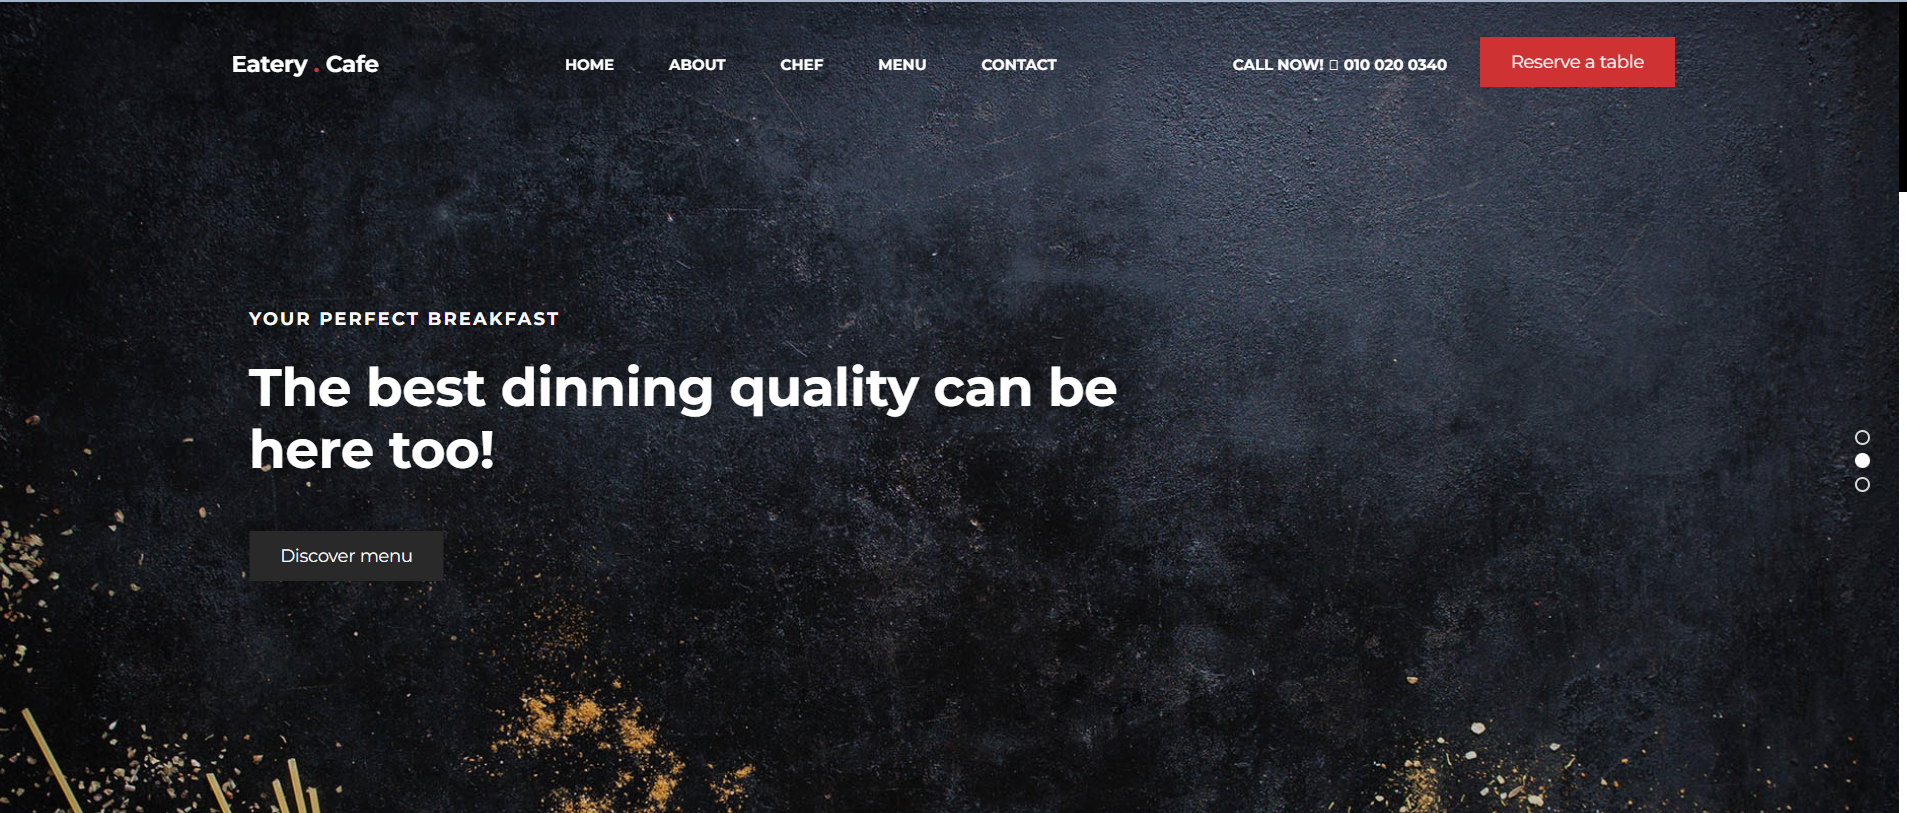 Eatery . Cafe
HOME
ABOUT
CHEF
MENU
CONTACT
CALL NOW! 010 020 0340
Reserve a table
YOUR PERFECT BREAKFAST
The best dinning quality can be
here too!
Discover menu